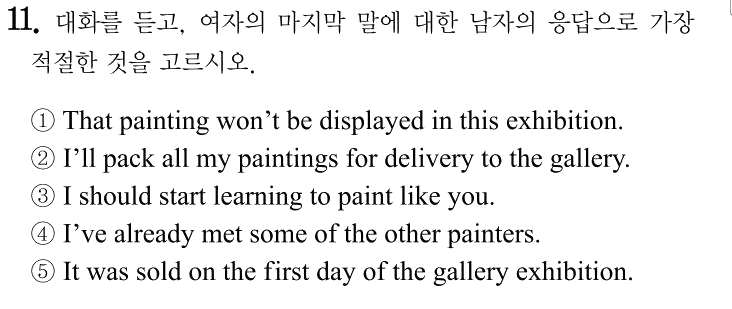 11. 대화를 듣고, 여자의 마지막 말에 대한 남자의 응답으로 가장
적절한 것을 고르시오.
① That painting won't be displayed in this exhibition.
② I'll pack all my paintings for delivery to the gallery.
③ I should start learning to paint like you.
④ I've already met some of the other painters.
⑤ It was sold on the first day of the gallery exhibition.